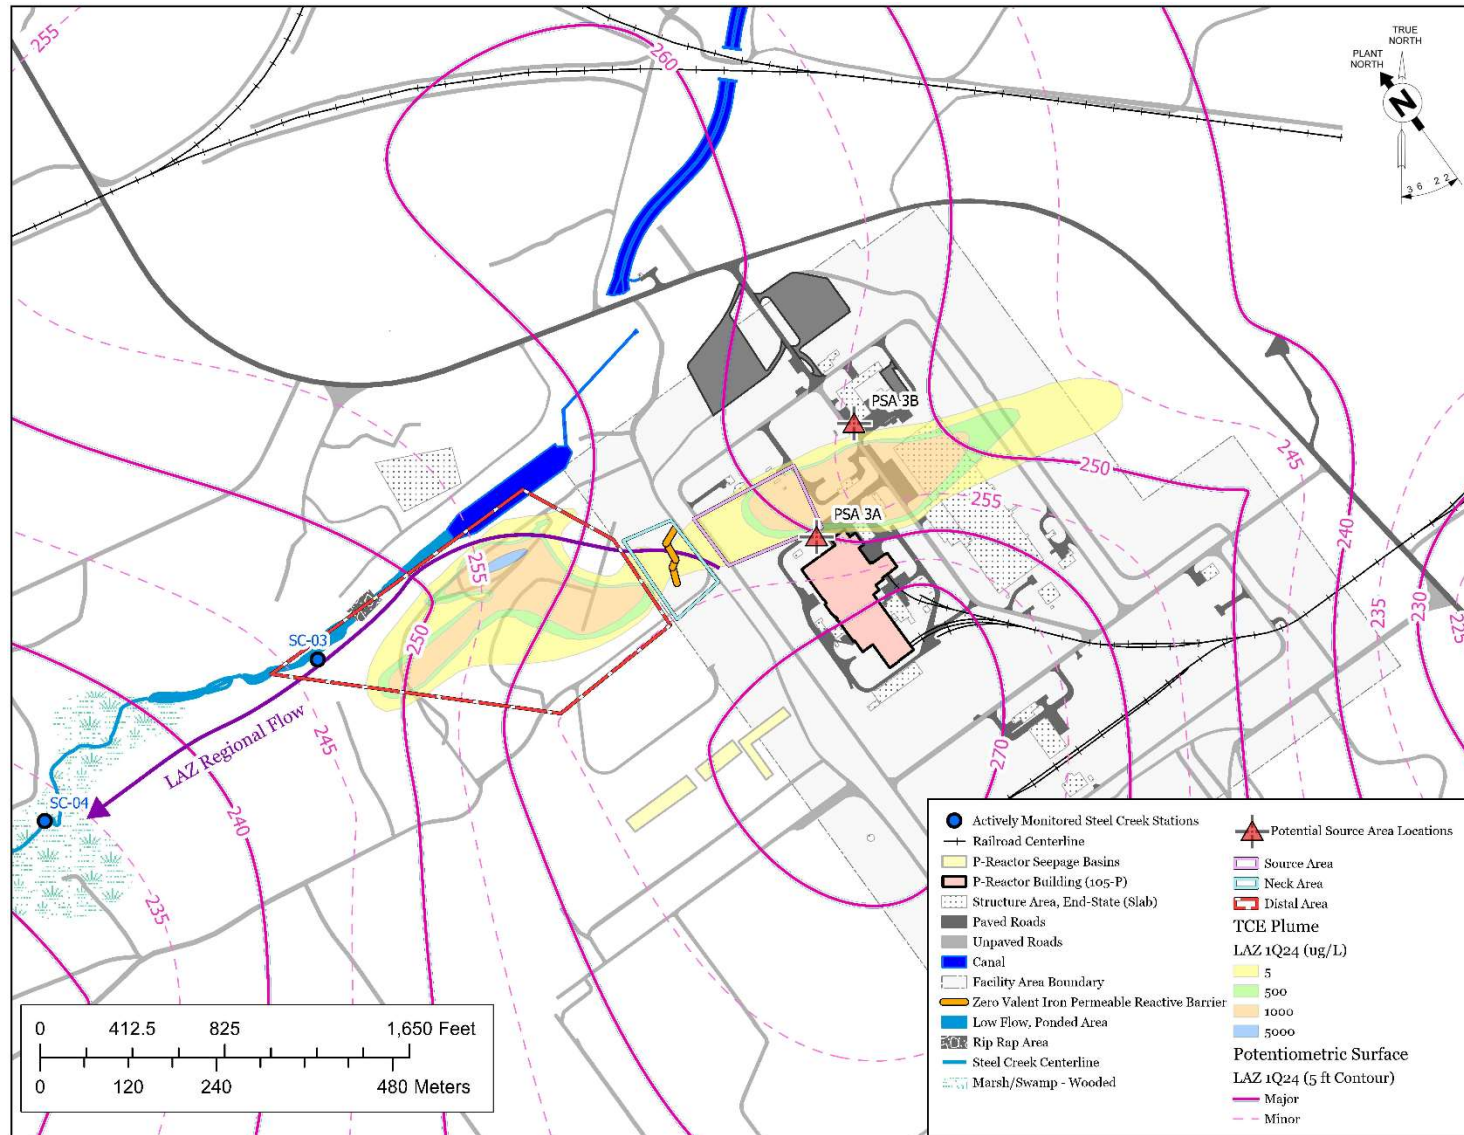 255
260
TRUE
NORTH
PLANT
NORTH
N
36 22
PSA 3B
250
245
255
PSA 3A
240
235
230
225
255
250
SC-03
LAZ Regional Flow
245
270
SC-04
240
235
0 412.5 825 1,650 Feet
0 120 240 480 Meters
Actively Monitored Steel Creek Stations
Railroad Centerline
P-Reactor Seepage Basins
P-Reactor Building (105-P)
Structure Area, End-State (Slab)
Paved Roads
Unpaved Roads
Canal
Facility Area Boundary
Zero Valent Iron Permeable Reactive Barrier
Low Flow, Ponded Area
Rip Rap Area
Steel Creek Centerline
Marsh/Swamp - Wooded
Potential Source Area Locations
Source Area
Neck Area
Distal Area
TCE Plume
LAZ 1Q24 (ug/L)
5
500
1000
5000
Potentiometric Surface
LAZ 1Q24 (5 ft Contour)
Major
Minor